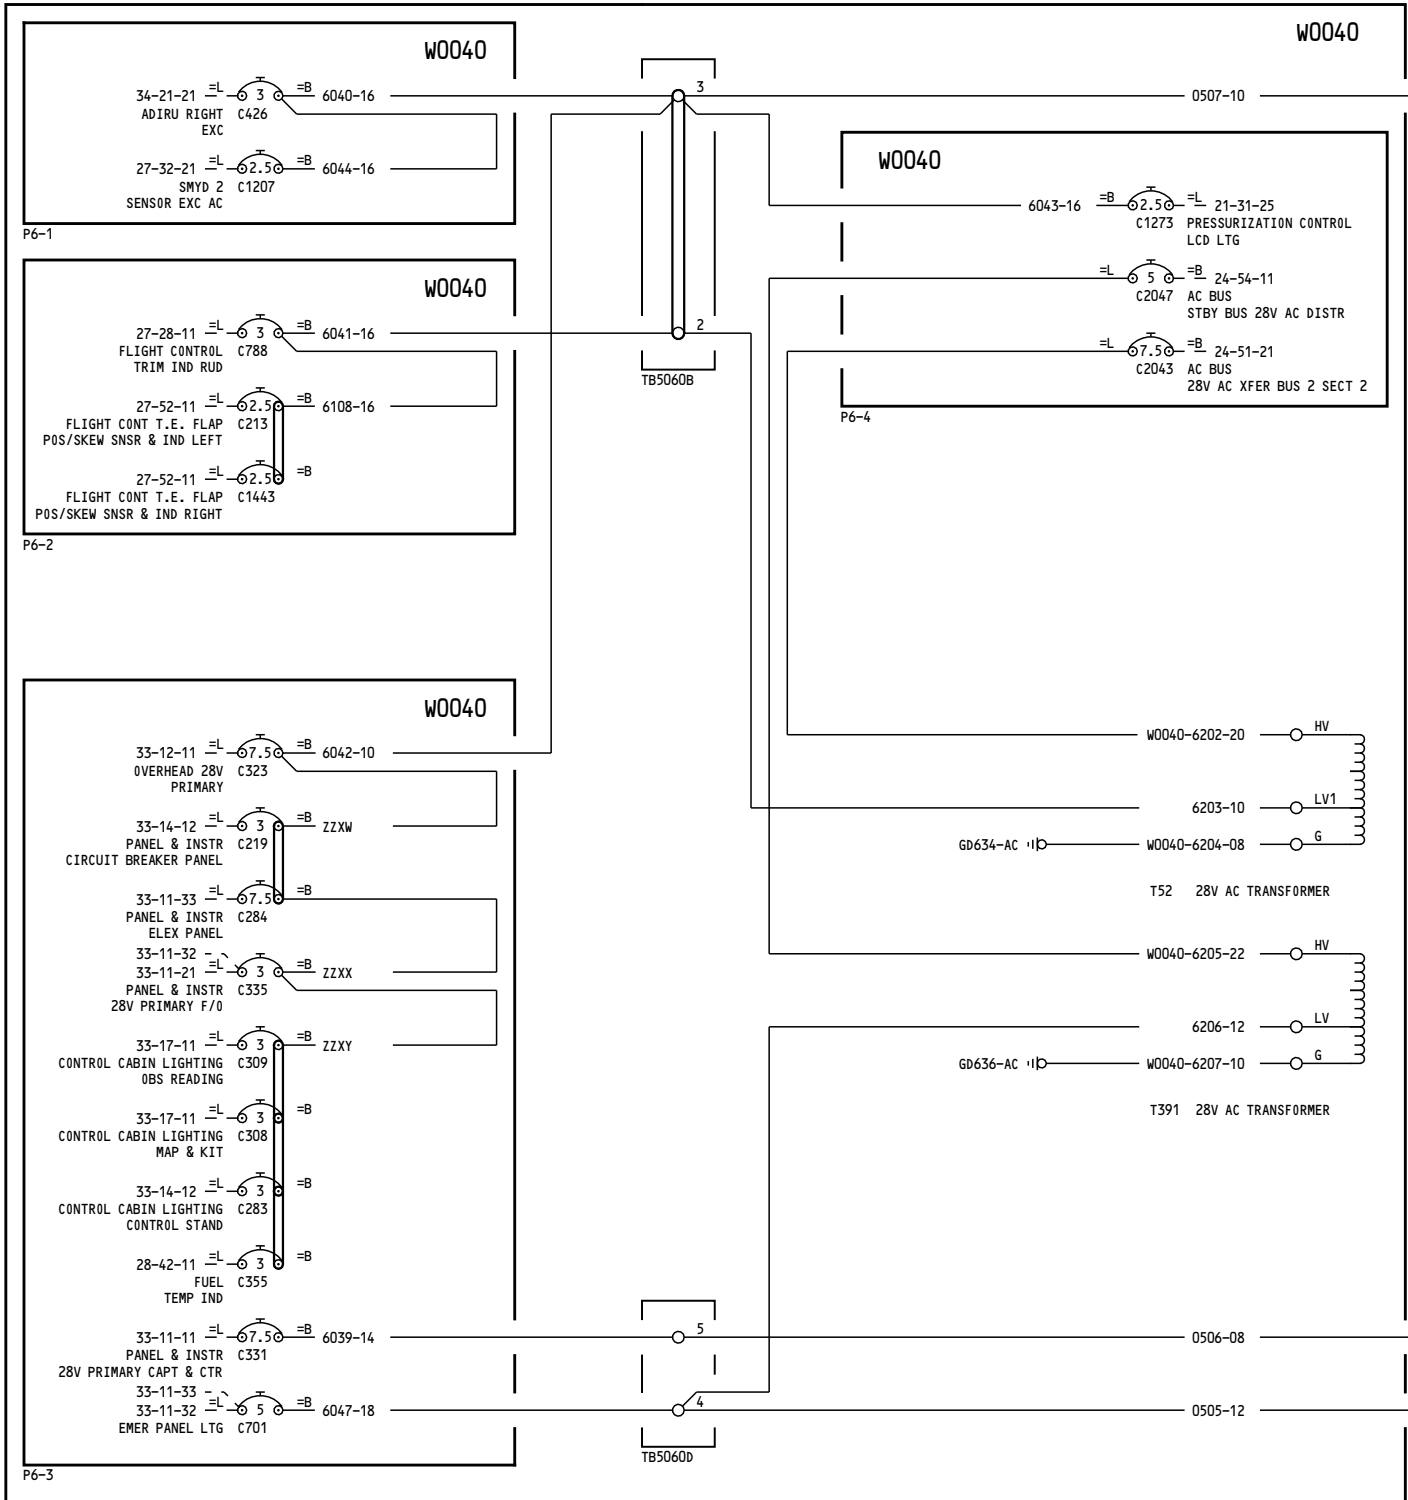 W0040
W0040
34-21-21 =L 3 =B 6040-16
ADIRU RIGHT C426
EXC
27-32-21 =L 2.5 =B 6044-16
SMYD 2 C1207
SENSOR EXC AC
P6-1
W0040
27-28-11 =L 3 =B 6041-16
FLIGHT CONTROL C788
TRIM IND RUD
27-52-11 =L 2.5 =B 6108-16
FLIGHT CONT T.E. FLAP C213
POS/SKEW SNSR & IND LEFT
27-52-11 =L 2.5 =B
FLIGHT CONT T.E. FLAP C1443
POS/SKEW SNSR & IND RIGHT
P6-2
3
2
TB5060B
0507-10
W0040
6043-16 =B 2.5 =L 21-31-25
C1273 PRESSURIZATION CONTROL
LCD LTG
=L 5 =B 24-54-11
C2047 AC BUS
STBY BUS 28V AC DISTR
=L 7.5 =B 24-51-21
C2043 AC BUS
28V AC XFER BUS 2 SECT 2
P6-4
W0040
33-12-11 =L 7.5 =B 6042-10
OVERHEAD 28V C323
PRIMARY
33-14-12 =L 3 =B ZZXW
PANEL & INSTR C219
CIRCUIT BREAKER PANEL
33-11-33 =L 7.5 =B
PANEL & INSTR C284
ELEX PANEL
33-11-32
33-11-21 =L 3 =B ZZXX
PANEL & INSTR C335
28V PRIMARY F/O
33-17-11 =L 3 =B ZZXY
CONTROL CABIN LIGHTING C309
OBS READING
33-17-11 =L 3 =B
CONTROL CABIN LIGHTING C308
MAP & KIT
33-14-12 =L 3 =B
CONTROL CABIN LIGHTING C283
CONTROL STAND
28-42-11 =L 3 =B
FUEL C355
TEMP IND
33-11-11 =L 7.5 =B 6039-14
PANEL & INSTR C331
28V PRIMARY CAPT & CTR
33-11-33
33-11-32 =L 5 =B 6047-18
EMER PANEL LTG C701
P6-3
W0040-6202-20 HV
6203-10 LV1
GD634-AC W0040-6204-08 G
T52 28V AC TRANSFORMER
W0040-6205-22 HV
6206-12 LV
GD636-AC W0040-6207-10 G
T391 28V AC TRANSFORMER
5 0506-08
4 0505-12
TB5060D